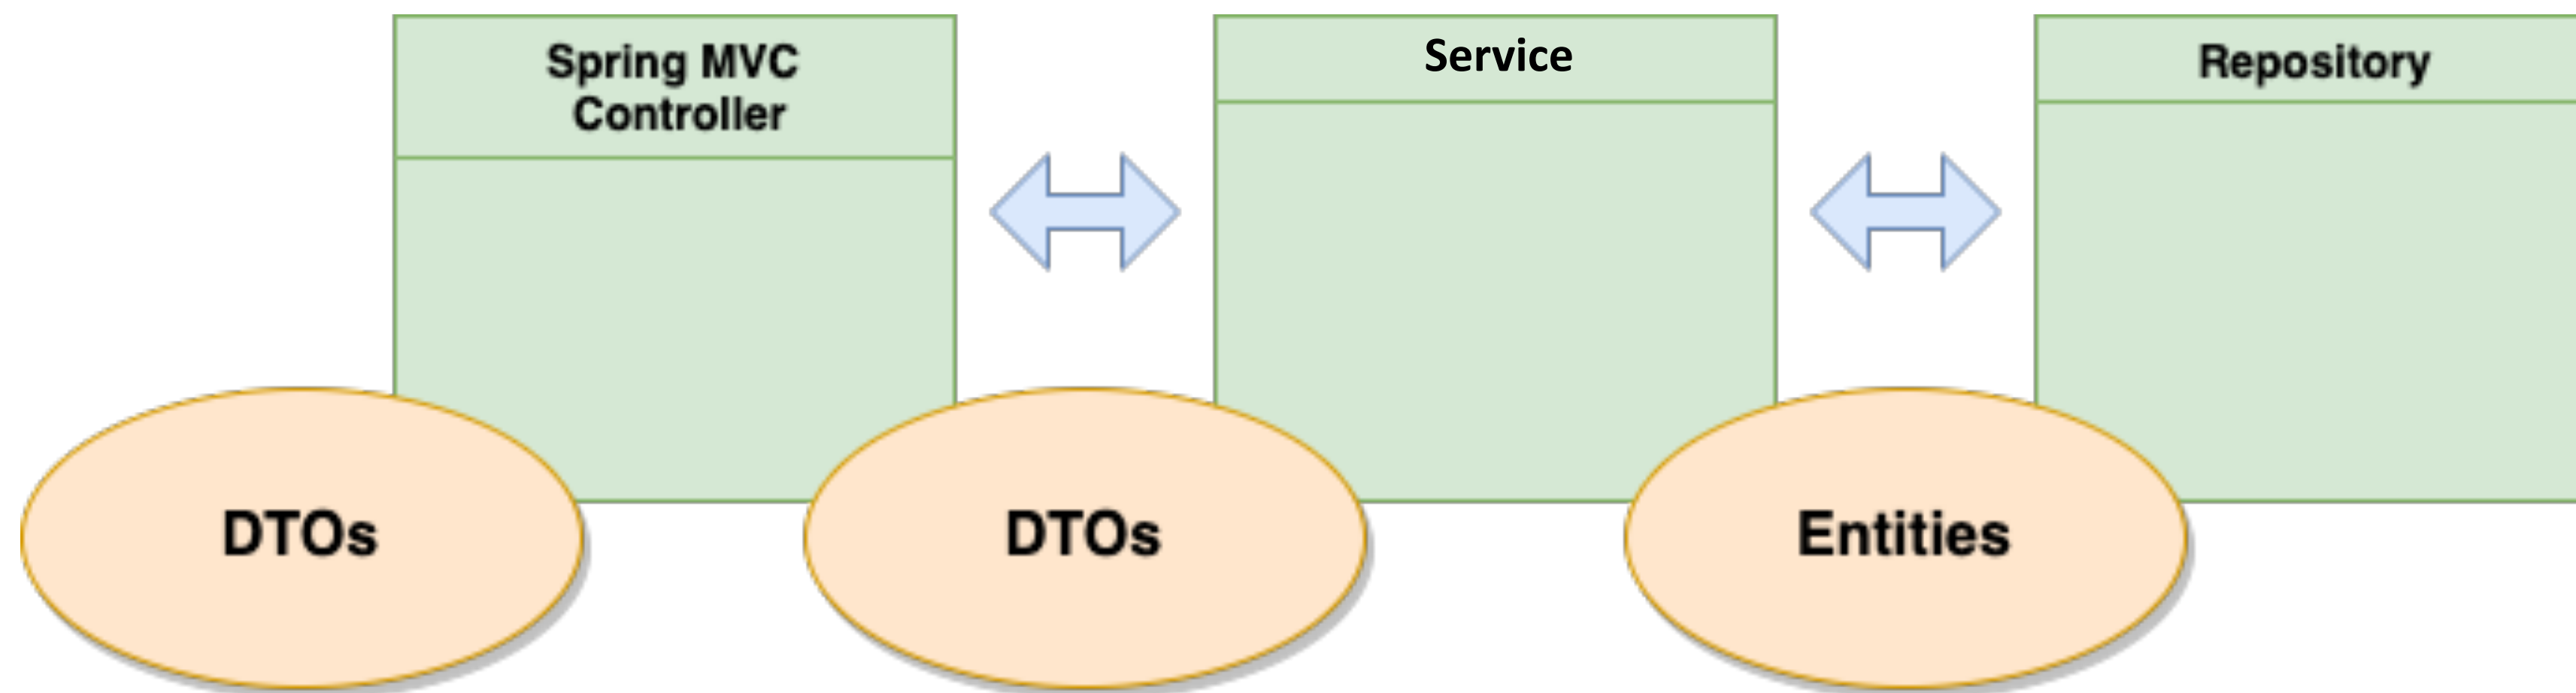 Spring MVC
Controller
Service
Repository
DTOs
DTOs
Entities